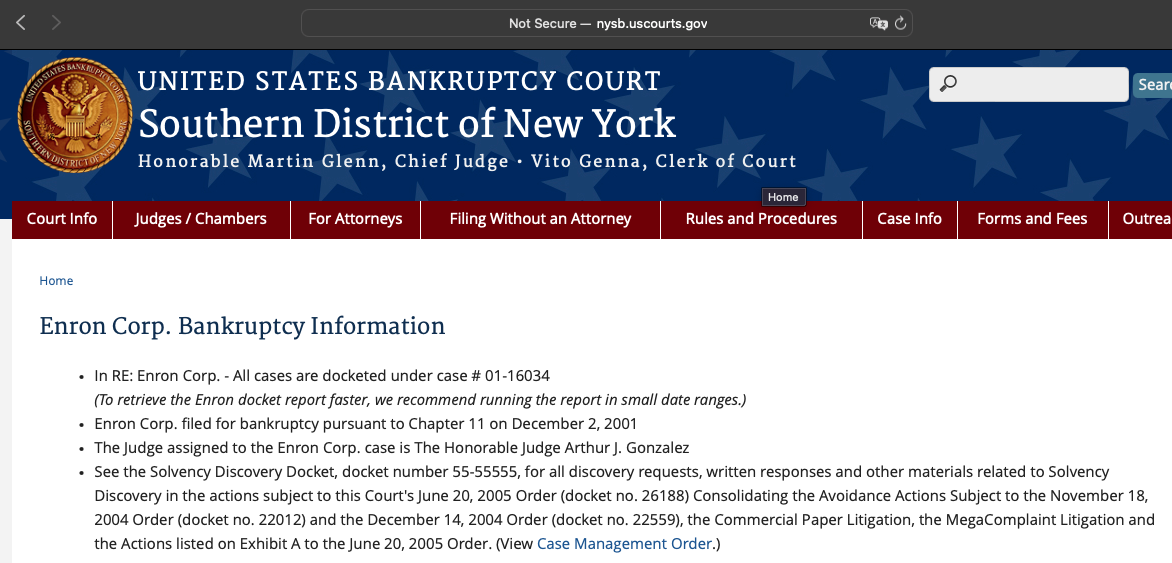 Not Secure — nysb.uscourts.gov
UNITED STATES BANKRUPTCY COURT
Southern District of New York
Honorable Martin Glenn, Chief Judge • Vito Genna, Clerk of Court
UNITED STATES BANKRUPTCY COURT
SOUTHERN DISTRICT OF NEW YORK
Sear
Home
Court Info
Judges / Chambers
For Attorneys
Filing Without an Attorney
Rules and Procedures
Case Info
Forms and Fees
Outrea
Home
Enron Corp. Bankruptcy Information
• In RE: Enron Corp. - All cases are docketed under case # 01-16034
(To retrieve the Enron docket report faster, we recommend running the report in small date ranges.)
• Enron Corp. filed for bankruptcy pursuant to Chapter 11 on December 2, 2001
• The Judge assigned to the Enron Corp. case is The Honorable Judge Arthur J. Gonzalez
• See the Solvency Discovery Docket, docket number 55-55555, for all discovery requests, written responses and other materials related to Solvency
Discovery in the actions subject to this Court's June 20, 2005 Order (docket no. 26188) Consolidating the Avoidance Actions Subject to the November 18,
2004 Order (docket no. 22012) and the December 14, 2004 Order (docket no. 22559), the Commercial Paper Litigation, the MegaComplaint Litigation and
the Actions listed on Exhibit A to the June 20, 2005 Order. (View Case Management Order.)